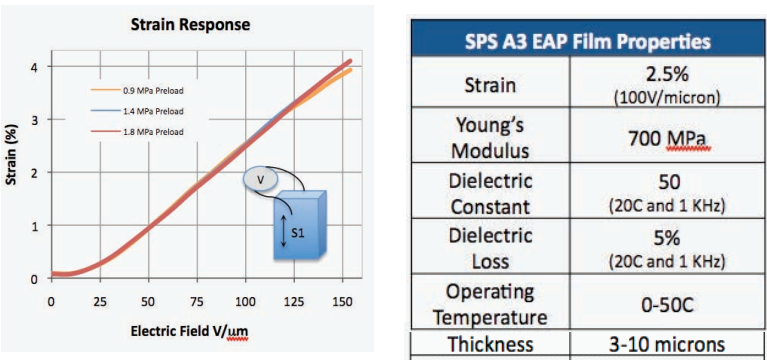 Strain Response
4
3
2
1
0
Strain (%)
0.9 MPa Preload
1.4 MPa Preload
1.8 MPa Preload
V
S1
0 25 50 75 100 125 150
Electric Field V/um
SPS A3 EAP Film Properties
Strain
2.5%
(100V/micron)
Young's
Modulus
700 MPa
Dielectric
Constant
50
(20C and 1 KHz)
Dielectric
Loss
5%
(20C and 1 KHz)
Operating
Temperature
0-50C
Thickness
3-10 microns